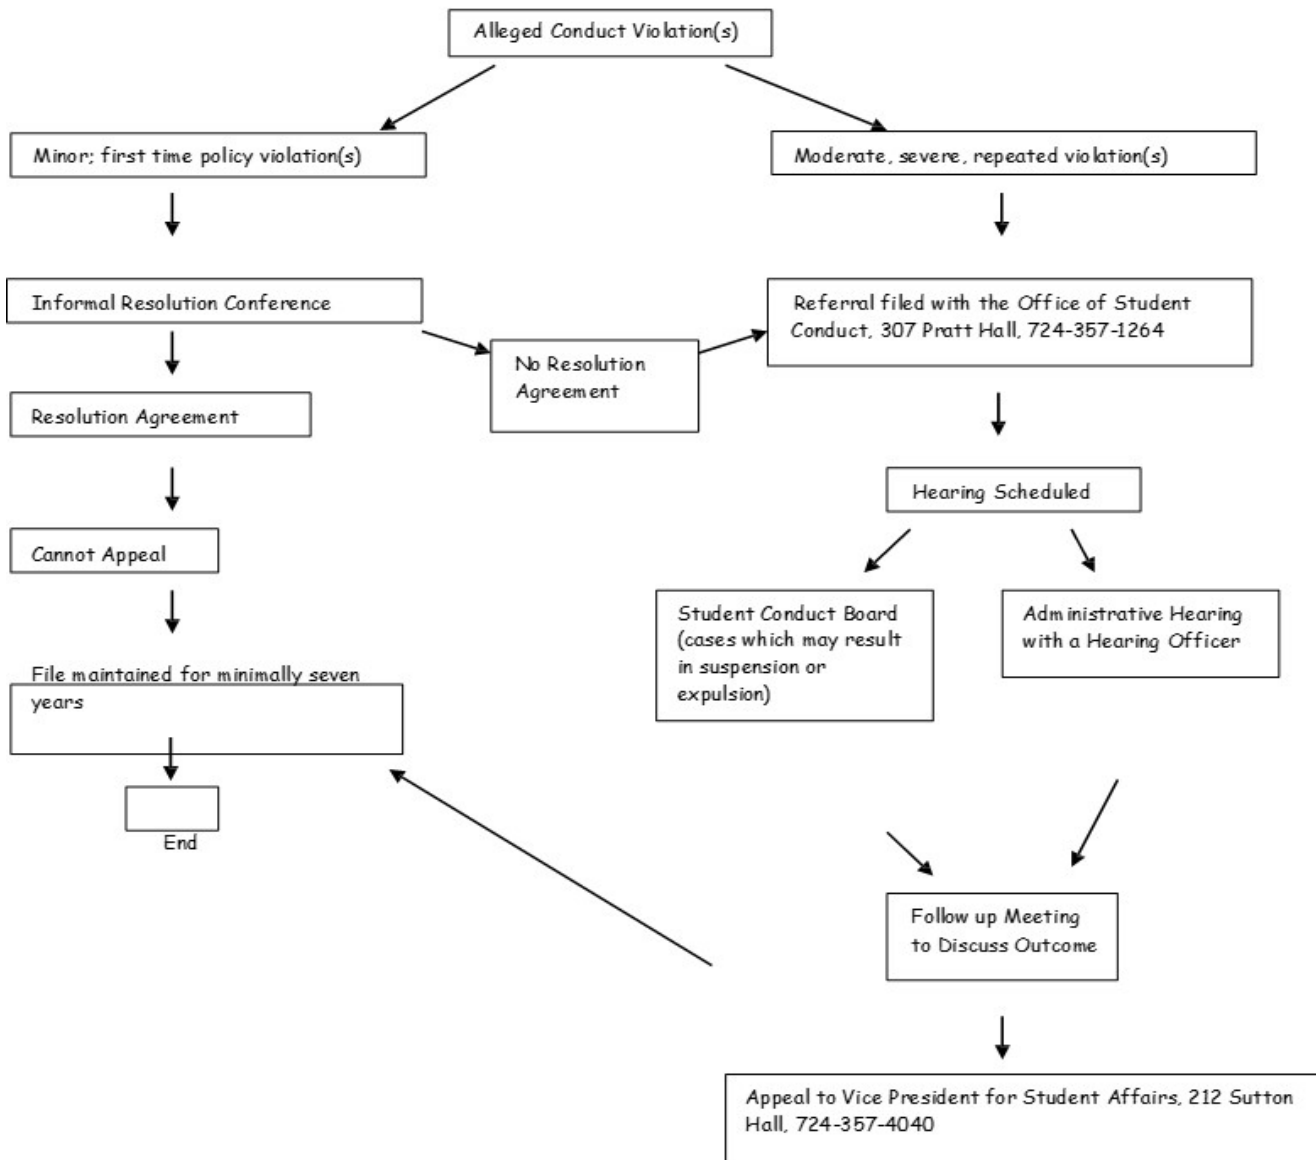 Alleged Conduct Violation(s)
Minor; first time policy violation(s)
Moderate, severe, repeated violation(s)
Informal Resolution Conference
Referral filed with the Office of Student
Conduct, 307 Pratt Hall, 724-357-1264
No Resolution
Agreement
Resolution Agreement
Hearing Scheduled
Cannot Appeal
Student Conduct Board
(cases which may result
in suspension or
expulsion)
Administrative Hearing
with a Hearing Officer
File maintained for minimally seven
years
End
Follow up Meeting
to Discuss Outcome
Appeal to Vice President for Student Affairs, 212 Sutton
Hall, 724-357-4040